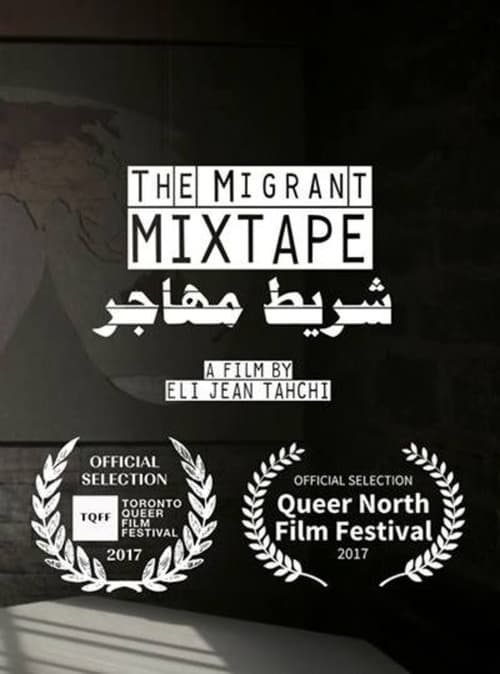 THE MIGRANT
MIXTAPE
شريط مهاجر
A FILM BY
ELI JEAN TAHCHI
OFFICIAL
SELECTION
TQFF
TORONTO
QUEER
FILM
FESTIVAL
2017
OFFICIAL SELECTION
Queer North
Film Festival
2017